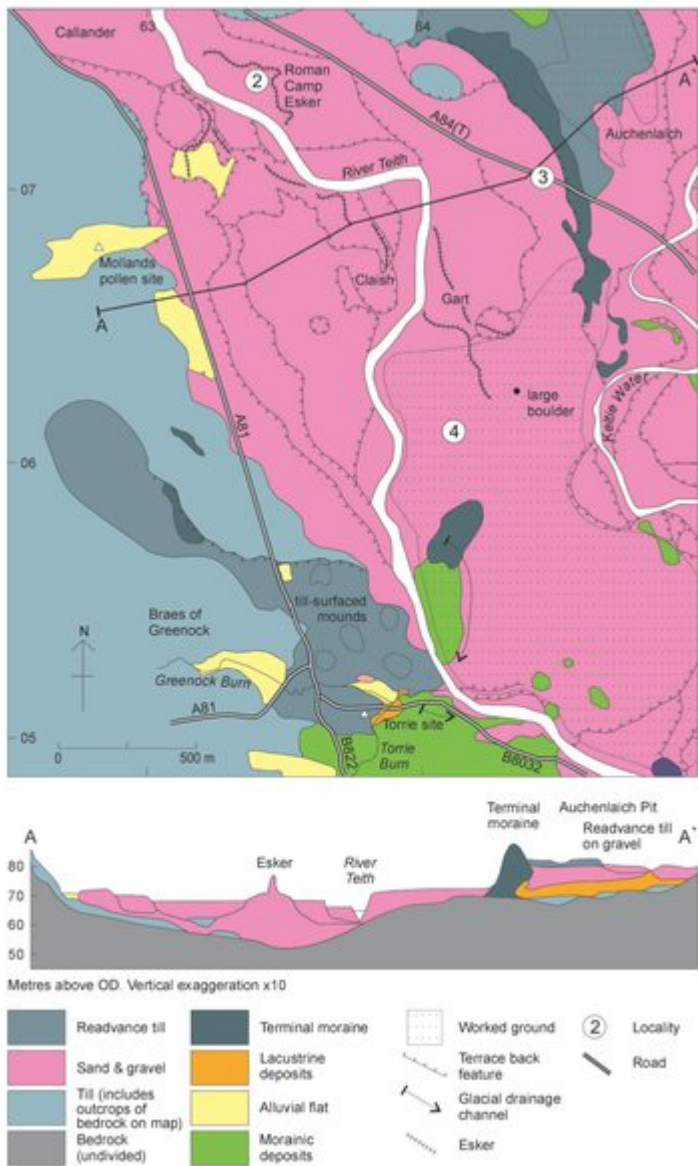 63
64
Callander
2
Roman
Camp
Esker
A84(T)
A`
Auchenlaich
River Teith
3
07
Mollands
pollen site
Claish
A
Gart
large
boulder
Keltie Water
A81
4
06
till-surfaced
mounds
Braes of
Greenock
N
Greenock Burn
A81
Torrie site
05
0
500 m
B822
Torrie
Burn
B8032
Terminal
moraine
Auchenlaich Pit
Readvance till
on gravel
A
A`
Esker
River
Teith
80
70
60
50
Metres above OD. Vertical exaggeration x10
Readvance till
Terminal moraine
Worked ground
2
Locality
Sand & gravel
Lacustrine
deposits
Terrace back
feature
Road
Till (includes
outcrops of
bedrock on map)
Alluvial flat
Glacial drainage
channel
Bedrock
(undivided)
Morainic
deposits
Esker